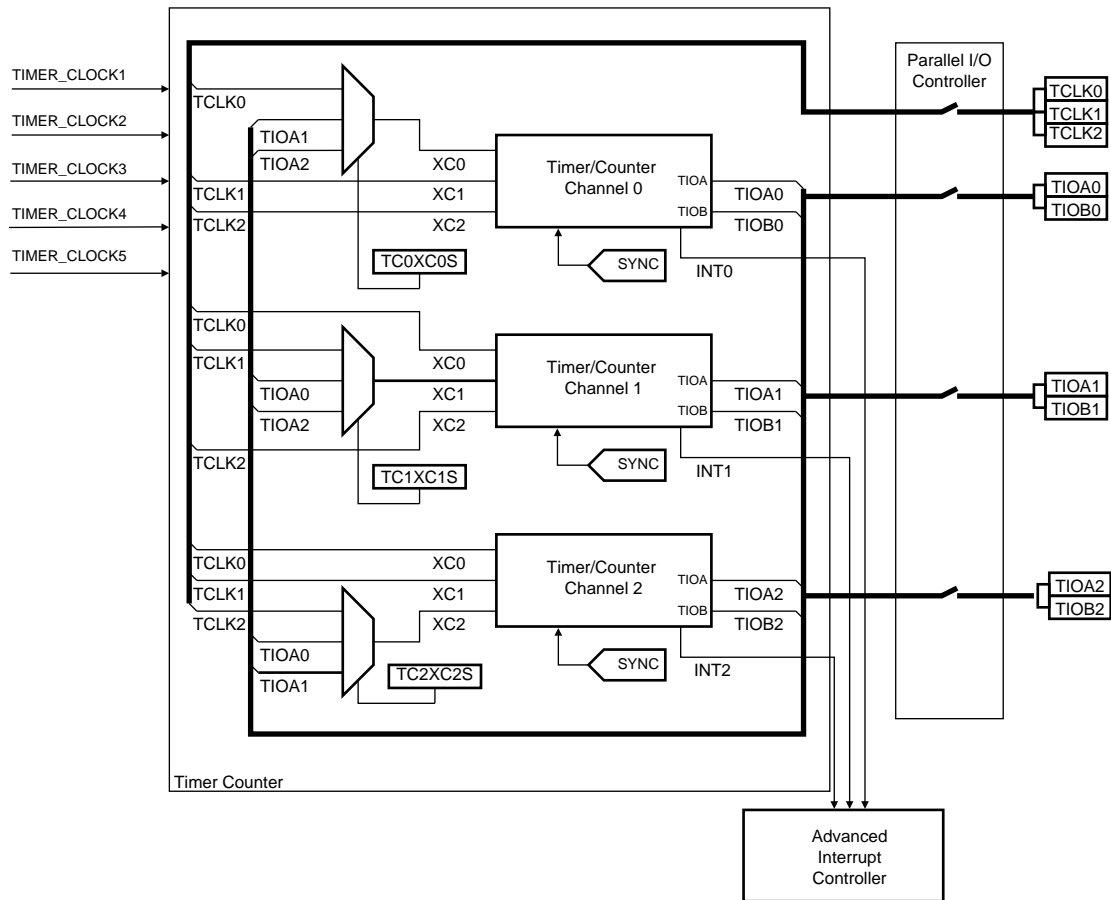 TIMER_CLOCK1
TIMER_CLOCK2
TIMER_CLOCK3
TIMER_CLOCK4
TIMER_CLOCK5
TCLK0
TIOA1
TIOA2
TCLK1
TCLK2
XC0
XC1
XC2
TC0XC0S
Timer/Counter
Channel 0
TIOA
TIOB
TIOA0
TIOB0
SYNC
INT0
TCLK0
TCLK1
TIOA0
TIOA2
TCLK2
XC0
XC1
XC2
TC1XC1S
Timer/Counter
Channel 1
TIOA
TIOB
TIOA1
TIOB1
SYNC
INT1
TCLK0
TCLK1
TCLK2
TIOA0
TIOA1
XC0
XC1
XC2
TC2XC2S
Timer/Counter
Channel 2
TIOA
TIOB
TIOA2
TIOB2
SYNC
INT2
Timer Counter
Parallel I/O
Controller
TCLK0
TCLK1
TCLK2
TIOA0
TIOB0
TIOA1
TIOB1
TIOA2
TIOB2
Advanced
Interrupt
Controller